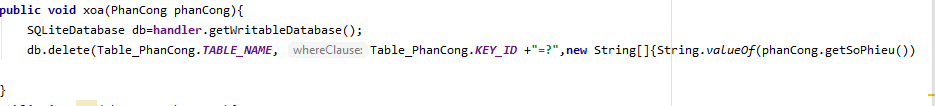 public void xoa(PhanCong phanCong){
SQLiteDatabase db=handler.getWritableDatabase();
db.delete(Table_PhanCong.TABLE_NAME, whereClause: Table_PhanCong.KEY_ID +"=?",new String[]{String.valueOf(phanCong.getSoPhieu())
}